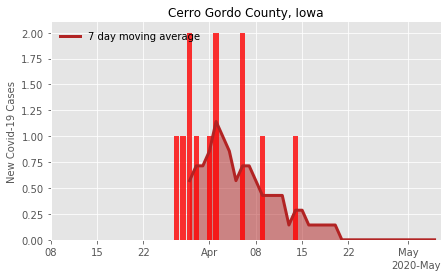 Cerro Gordo County, Iowa
7 day moving average
New Covid-19 Cases
2.00
1.75
1.50
1.25
1.00
0.75
0.50
0.25
0.00
08 15 22 Apr 08 15 22 May
2020-May